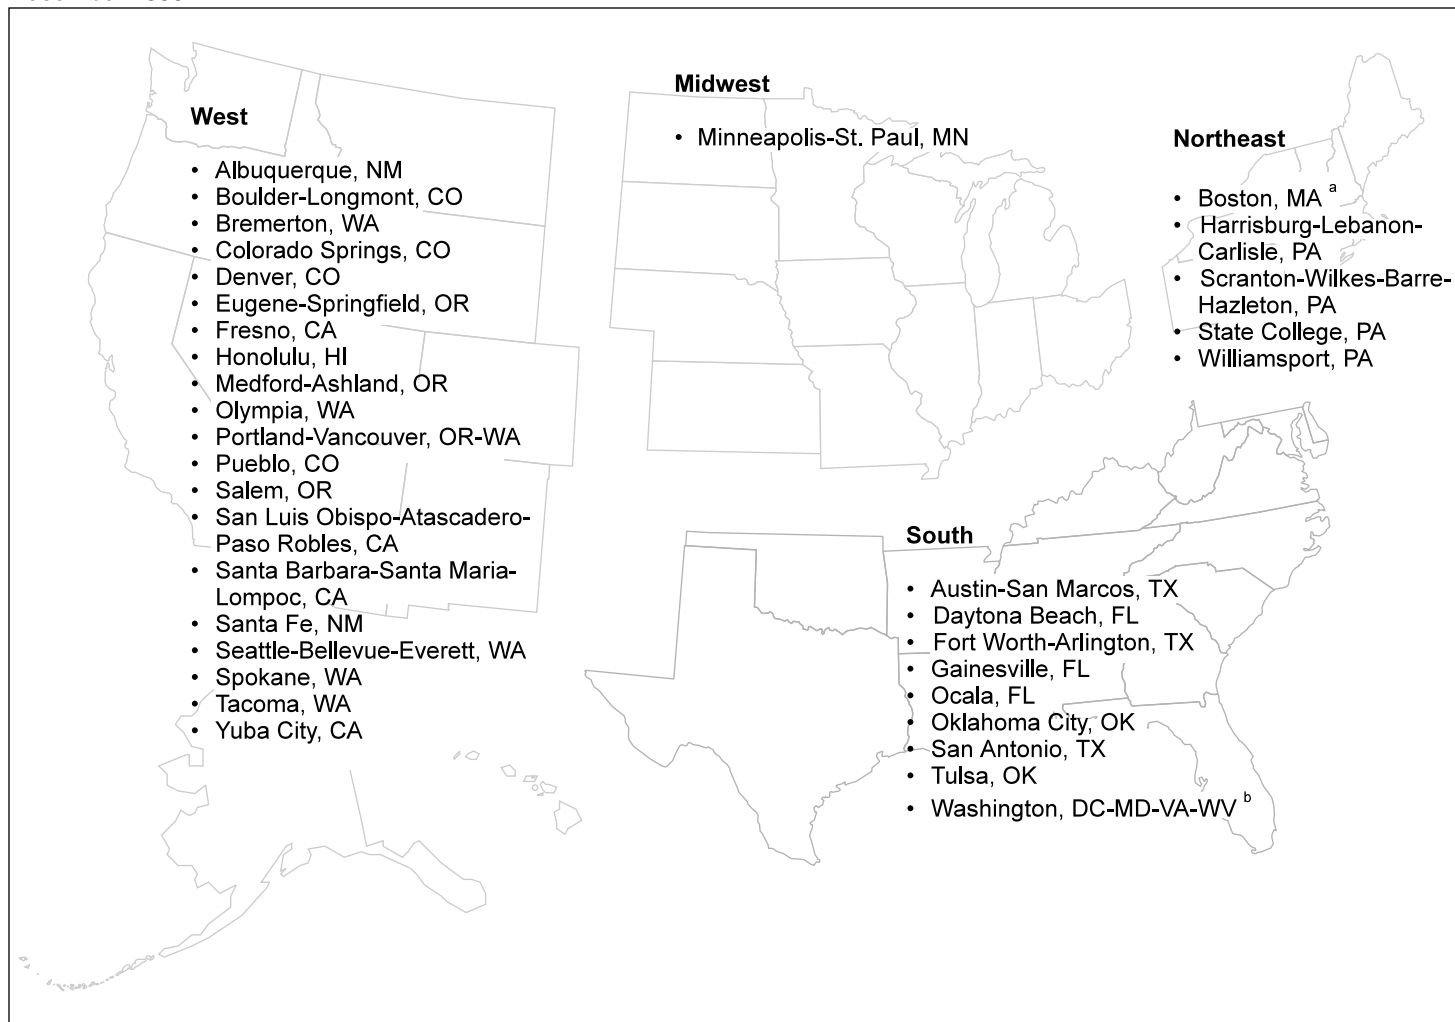 West
• Albuquerque, NM
• Boulder-Longmont, CO
• Bremerton, WA
• Colorado Springs, CO
• Denver, CO
• Eugene-Springfield, OR
• Fresno, CA
• Honolulu, HI
• Medford-Ashland, OR
• Olympia, WA
• Portland-Vancouver, OR-WA
• Pueblo, CO
• Salem, OR
• San Luis Obispo-Atascadero-
Paso Robles, CA
• Santa Barbara-Santa Maria-
Lompoc, CA
• Santa Fe, NM
• Seattle-Bellevue-Everett, WA
• Spokane, WA
• Tacoma, WA
• Yuba City, CA
Midwest
• Minneapolis-St. Paul, MN
Northeast
• Boston, MA a
• Harrisburg-Lebanon-
Carlisle, PA
• Scranton-Wilkes-Barre-
Hazleton, PA
• State College, PA
• Williamsport, PA
South
• Austin-San Marcos, TX
• Daytona Beach, FL
• Fort Worth-Arlington, TX
• Gainesville, FL
• Ocala, FL
• Oklahoma City, OK
• San Antonio, TX
• Tulsa, OK
• Washington, DC-MD-VA-WV b